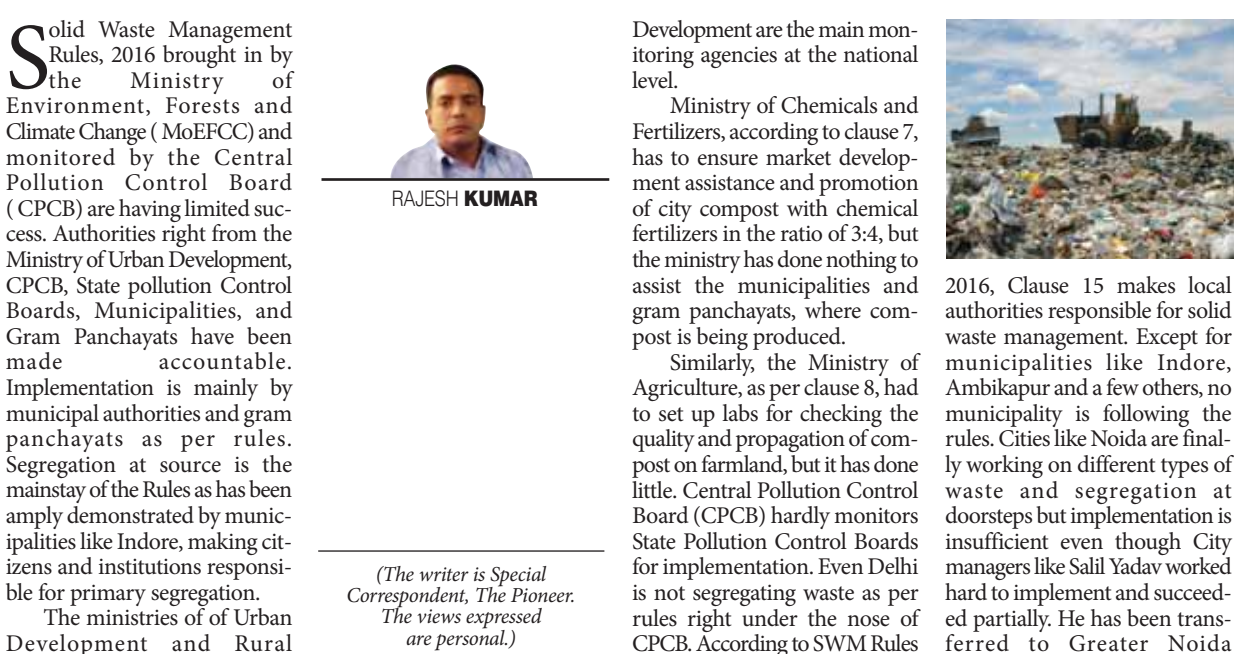 Solid Waste Management
Rules, 2016 brought in by
the Ministry of
Environment, Forests and
Climate Change ( MoEFCC) and
monitored by the Central
Pollution Control Board
( CPCB) are having limited suc-
cess. Authorities right from the
Ministry of Urban Development,
CPCB, State pollution Control
Boards, Municipalities, and
Gram Panchayats have been
made accountable.
Implementation is mainly by
municipal authorities and gram
panchayats as per rules.
Segregation at source is the
mainstay of the Rules as has been
amply demonstrated by munic-
ipalities like Indore, making cit-
izens and institutions responsi-
ble for primary segregation.
The ministries of of Urban
Development and Rural
RAJESH KUMAR
(The writer is Special
Correspondent, The Pioneer.
The views expressed
are personal.)
Development are the main mon-
itoring agencies at the national
level.
Ministry of Chemicals and
Fertilizers, according to clause 7,
has to ensure market develop-
ment assistance and promotion
of city compost with chemical
fertilizers in the ratio of 3:4, but
the ministry has done nothing to
assist the municipalities and
gram panchayats, where com-
post is being produced.
Similarly, the Ministry of
Agriculture, as per clause 8, had
to set up labs for checking the
quality and propagation of com-
post on farmland, but it has done
little. Central Pollution Control
Board (CPCB) hardly monitors
State Pollution Control Boards
for implementation. Even Delhi
is not segregating waste as per
rules right under the nose of
CPCB. According to SWM Rules
2016, Clause 15 makes local
authorities responsible for solid
waste management. Except for
municipalities like Indore,
Ambikapur and a few others, no
municipality is following the
rules. Cities like Noida are final-
ly working on different types of
waste and segregation at
doorsteps but implementation is
insufficient even though City
managers like Salil Yadav worked
hard to implement and succeed-
ed partially. He has been trans-
ferred to Greater Noida